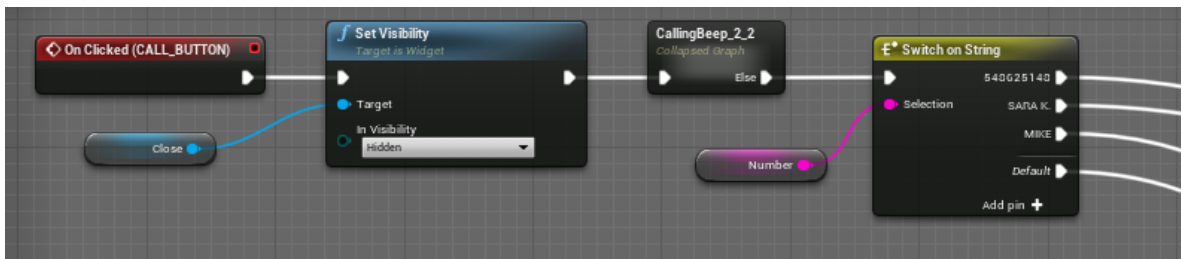 On Clicked (CALL_BUTTON)
Close
f Set Visibility
Target is Widget
Target
In Visibility
Hidden
CallingBeep_2_2
Collapsed Graph
Else
Number
Switch on String
Selection
540G25140
SARA K.
MIKE
Default
Add pin +